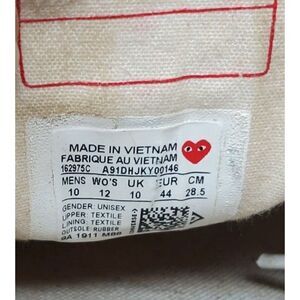 MADE IN VIETNAM
FABRIQUE AU VIETNAM
162975C A91DHJKY00146
MENS WO'S UK EUR CM
10 12 10 44 28.5
GENDER: UNISEX
UPPER: TEXTILE
LINING: TEXTILE
OUTSOLE: RUBBER
CONVERSE